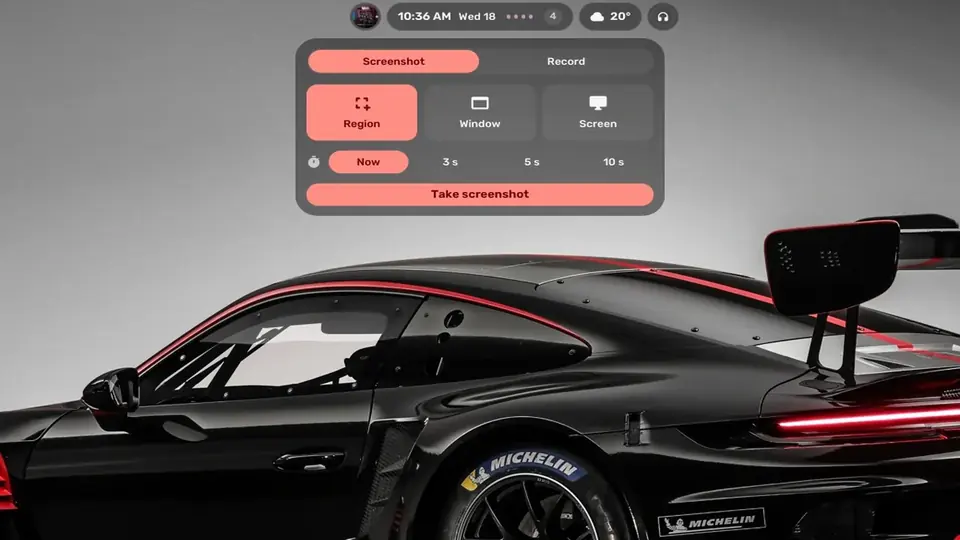 10:36 AM Wed 18 4 20°
Screenshot Record
Region Window Screen
Now 3 s 5 s 10 s
Take screenshot
MICHELIN
MICHELIN